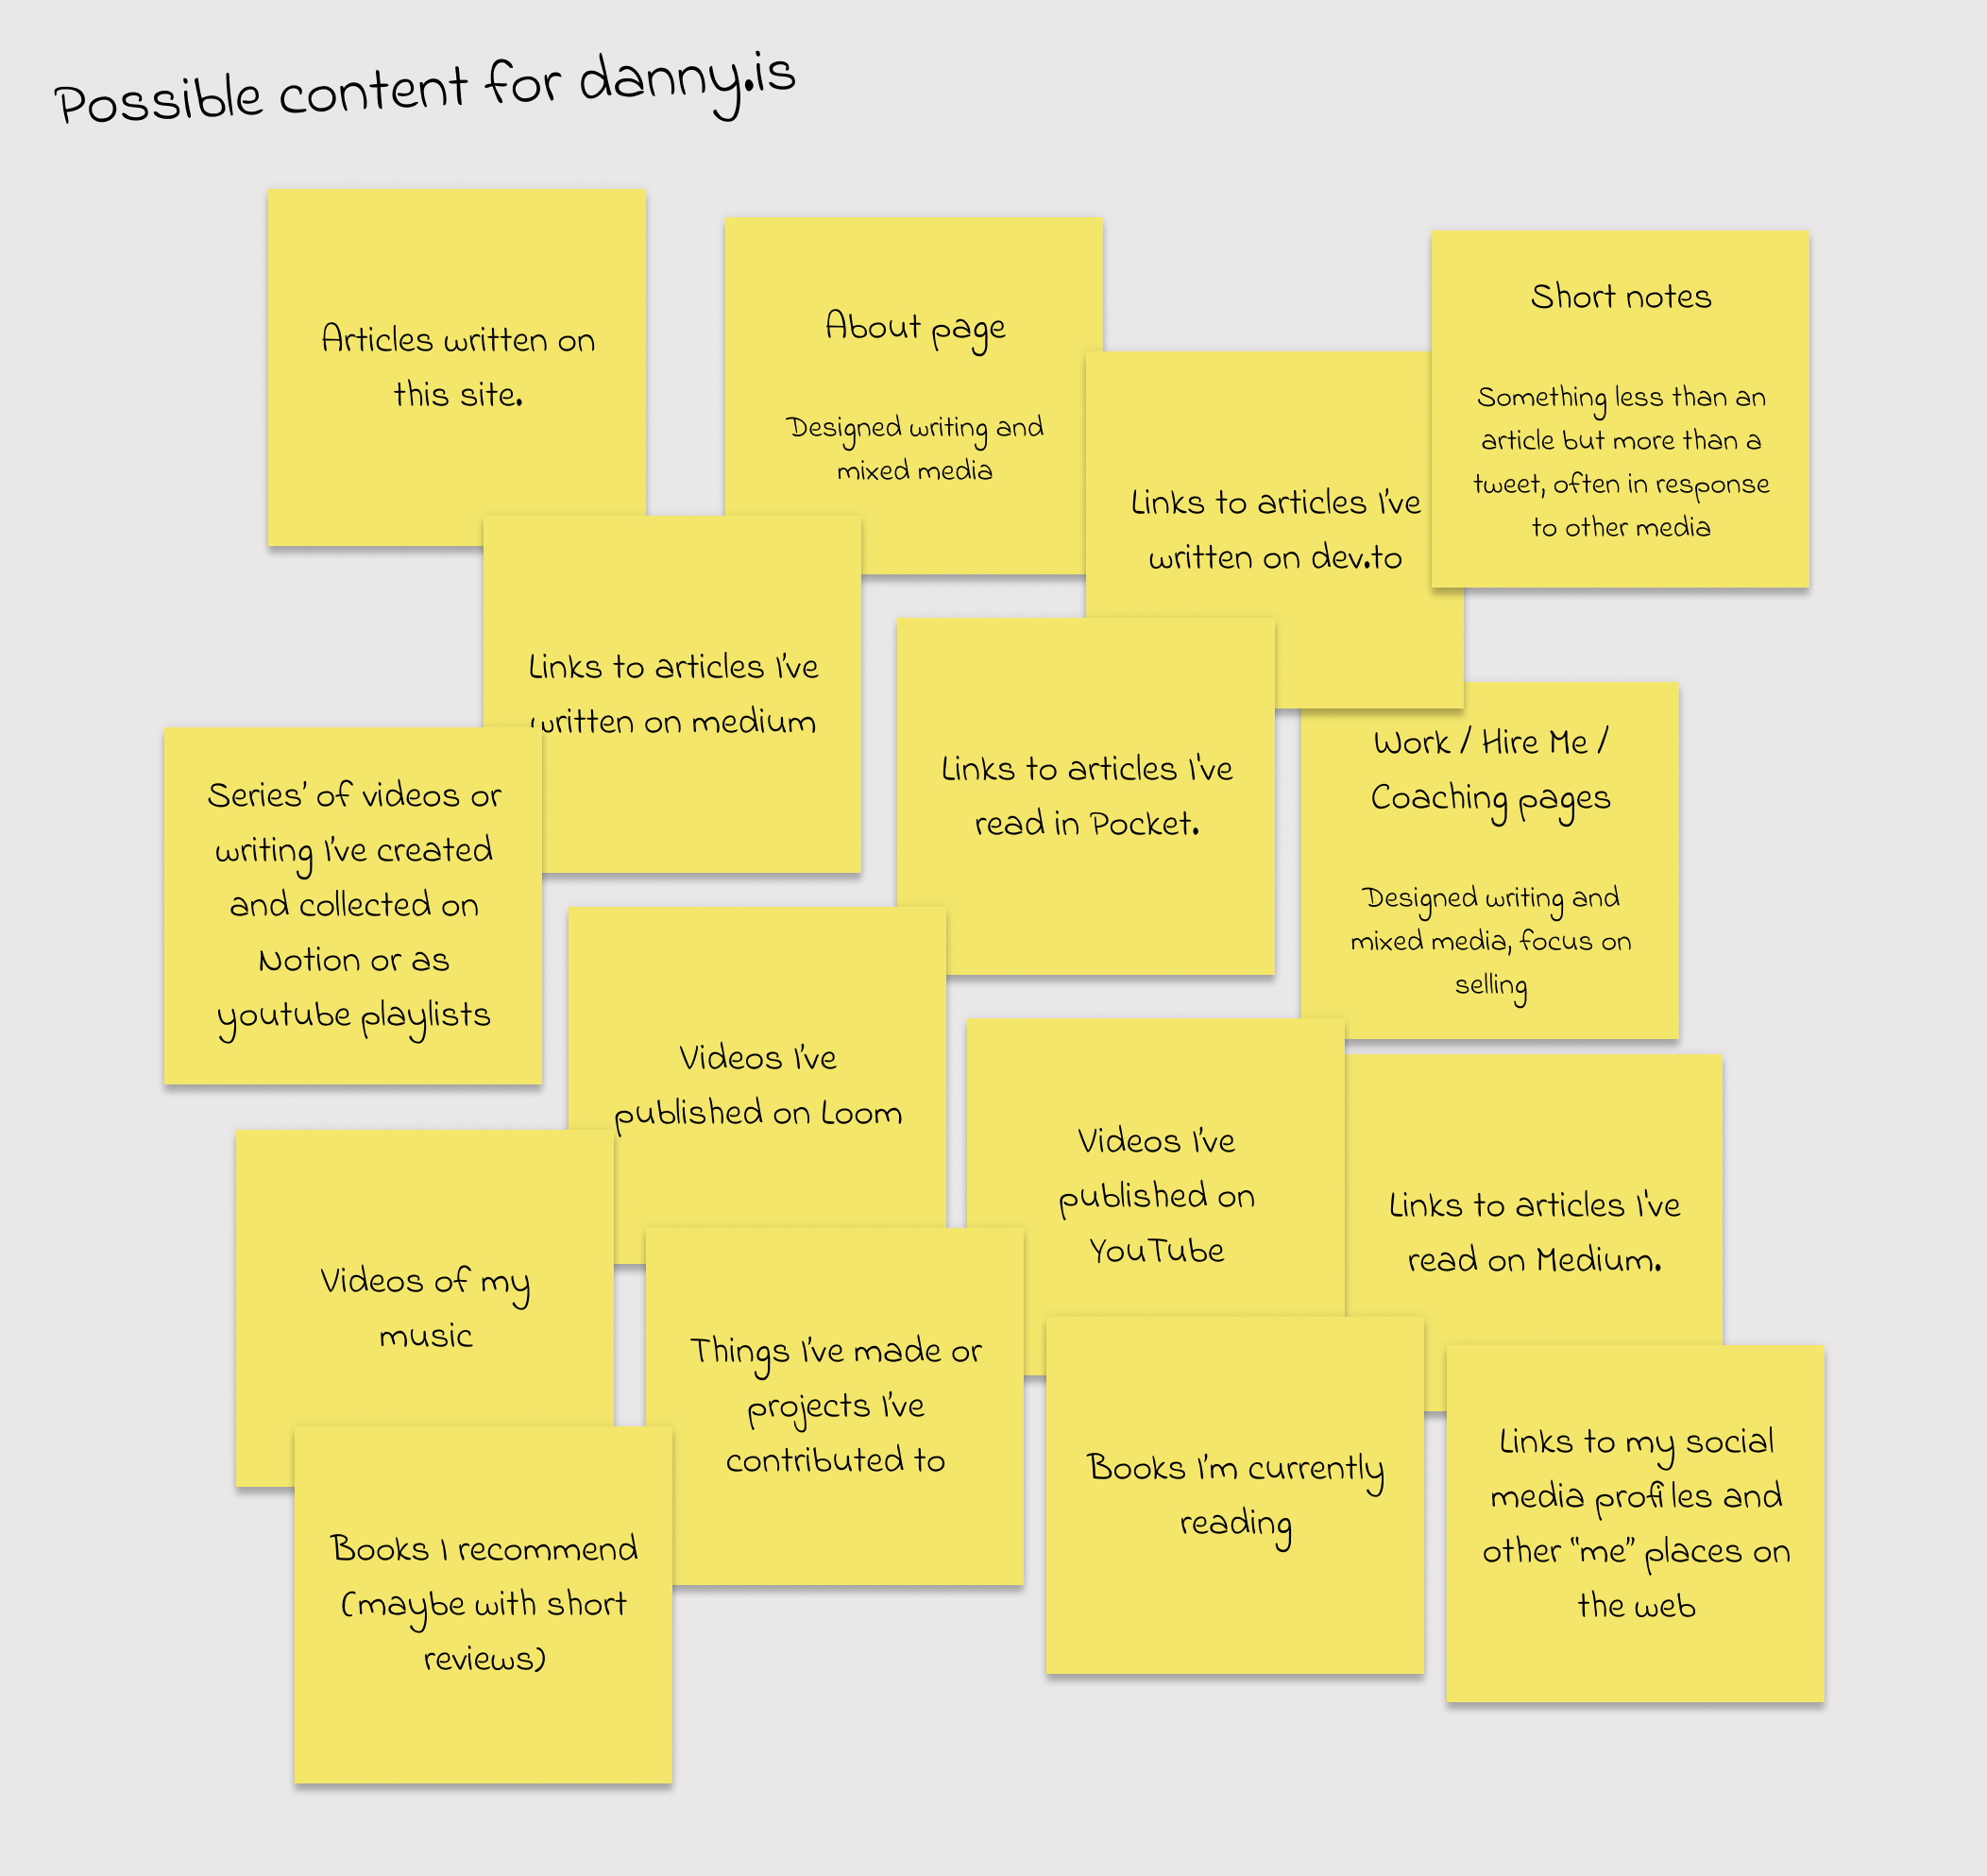 Possible content for danny.is
Articles written on
this site.
About page
Designed writing and
mixed media
Short notes
Something less than an
article but more than a
tweet, often in response
to other media
Links to articles I've
written on dev.to
Links to articles I've
written on medium
Links to articles I've
read in Pocket.
Work / Hire Me /
Coaching pages
Designed writing and
mixed media, focus on
selling
Series' of videos or
writing I've created
and collected on
Notion or as
youtube playlists
Videos I've
published on Loom
Videos I've
published on
YouTube
Links to articles I've
read on Medium.
Videos of my
music
Things I've made or
projects I've
contributed to
Books I'm currently
reading
Links to my social
media profiles and
other “me” places on
the web
Books I recommend
(maybe with short
reviews)